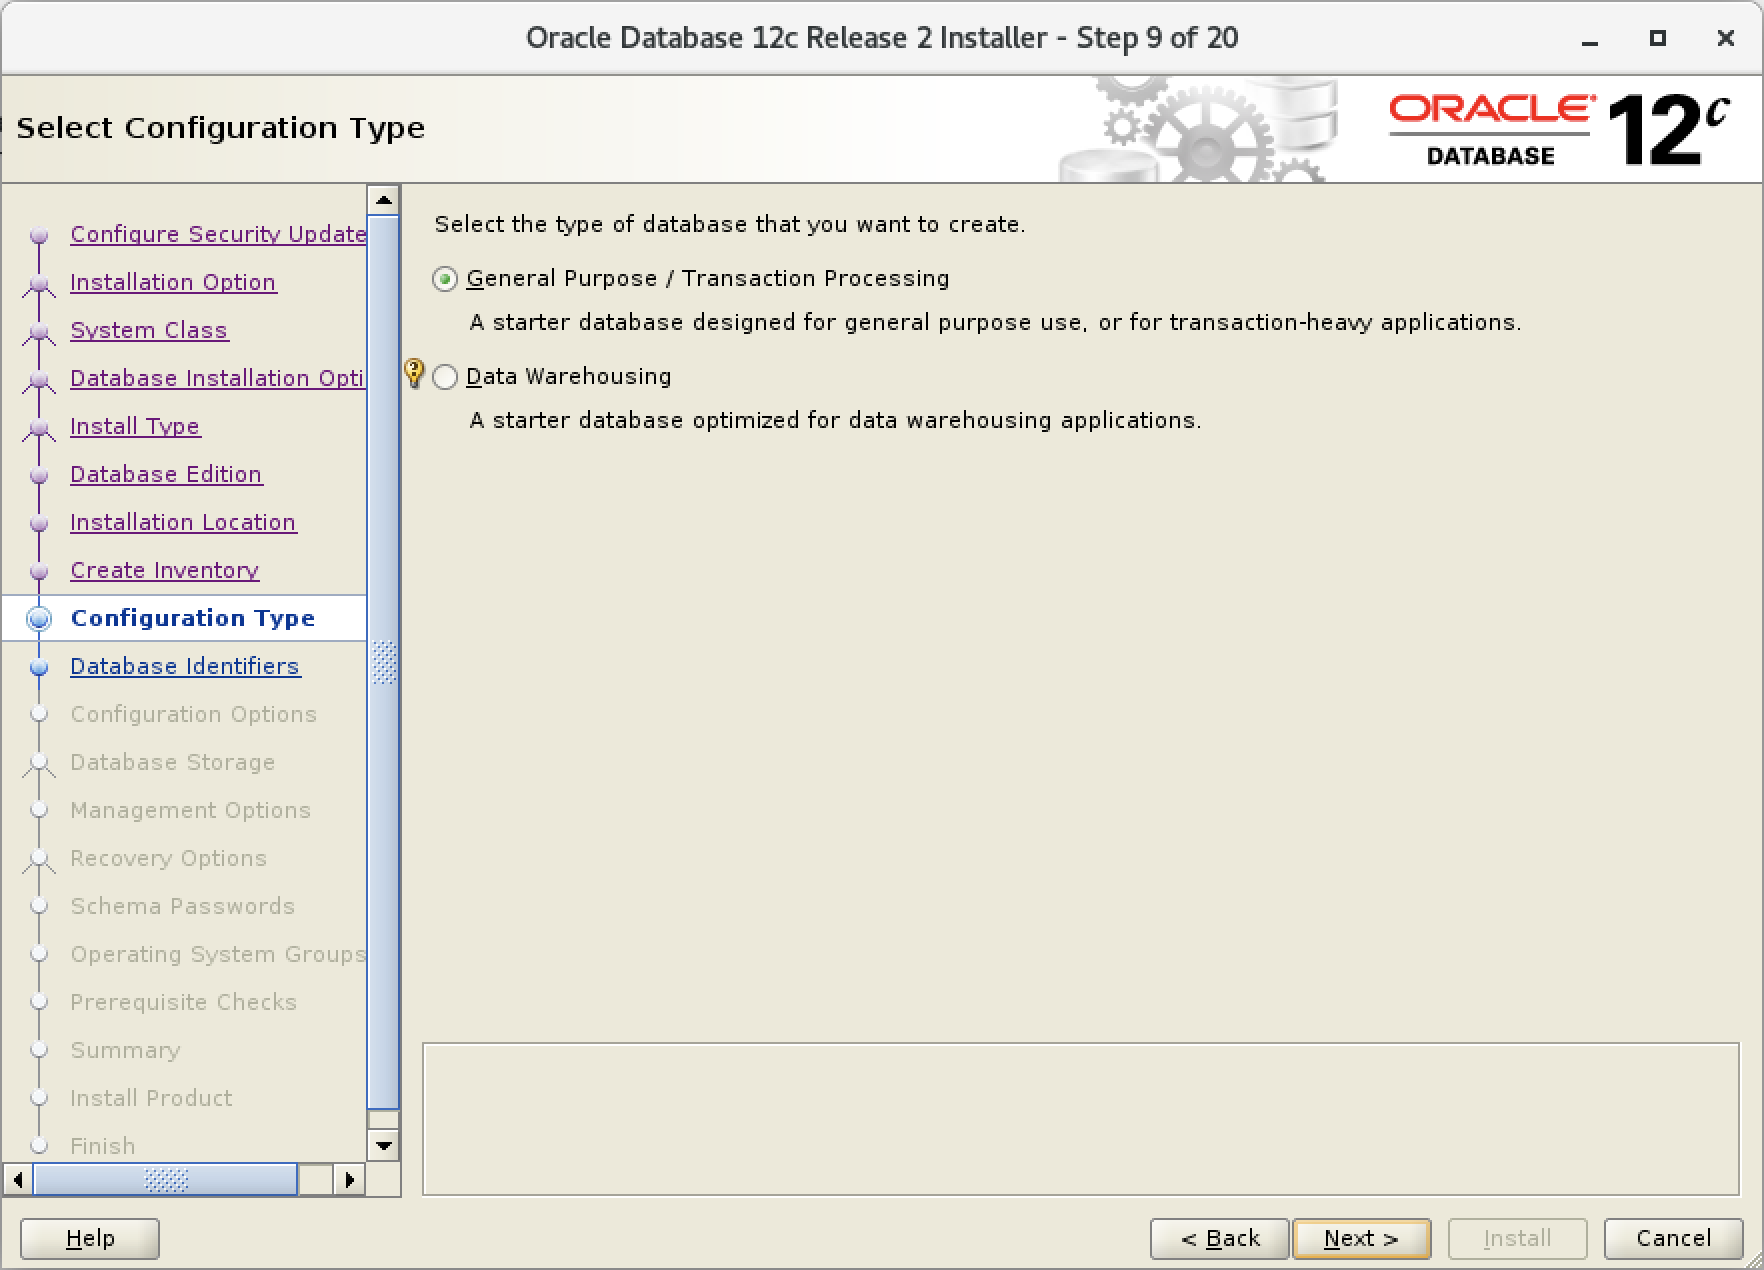 Oracle Database 12c Release 2 Installer - Step 9 of 20
Select Configuration Type
ORACLE
DATABASE
12c
Configure Security Update
Installation Option
System Class
Database Installation Opti
Install Type
Database Edition
Installation Location
Create Inventory
Configuration Type
Database Identifiers
Configuration Options
Database Storage
Management Options
Recovery Options
Schema Passwords
Operating System Groups
Prerequisite Checks
Summary
Install Product
Finish
Select the type of database that you want to create.
General Purpose / Transaction Processing
A starter database designed for general purpose use, or for transaction-heavy applications.
Data Warehousing
A starter database optimized for data warehousing applications.
Help
< Back
Next >
Install
Cancel